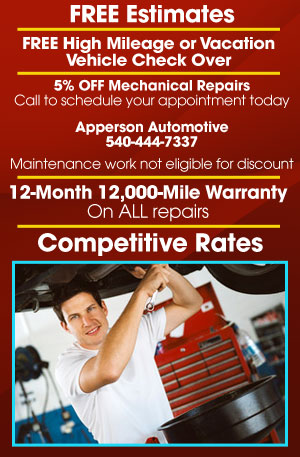 FREE Estimates
FREE High Mileage or Vacation
Vehicle Check Over
5% OFF Mechanical Repairs
Call to schedule your appointment today
Apperson Automotive
540-444-7337
Maintenance work not eligible for discount
12-Month 12,000-Mile Warranty
On ALL repairs
Competitive Rates